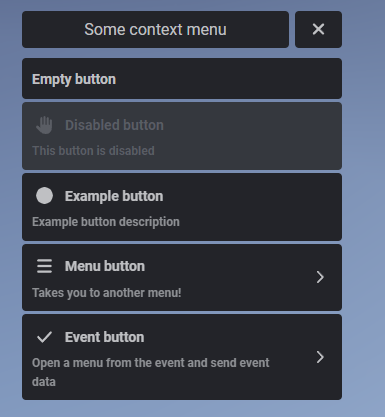 Some context menu
Empty button
Disabled button
This button is disabled
Example button
Example button description
Menu button
Takes you to another menu!
Event button
Open a menu from the event and send event
data